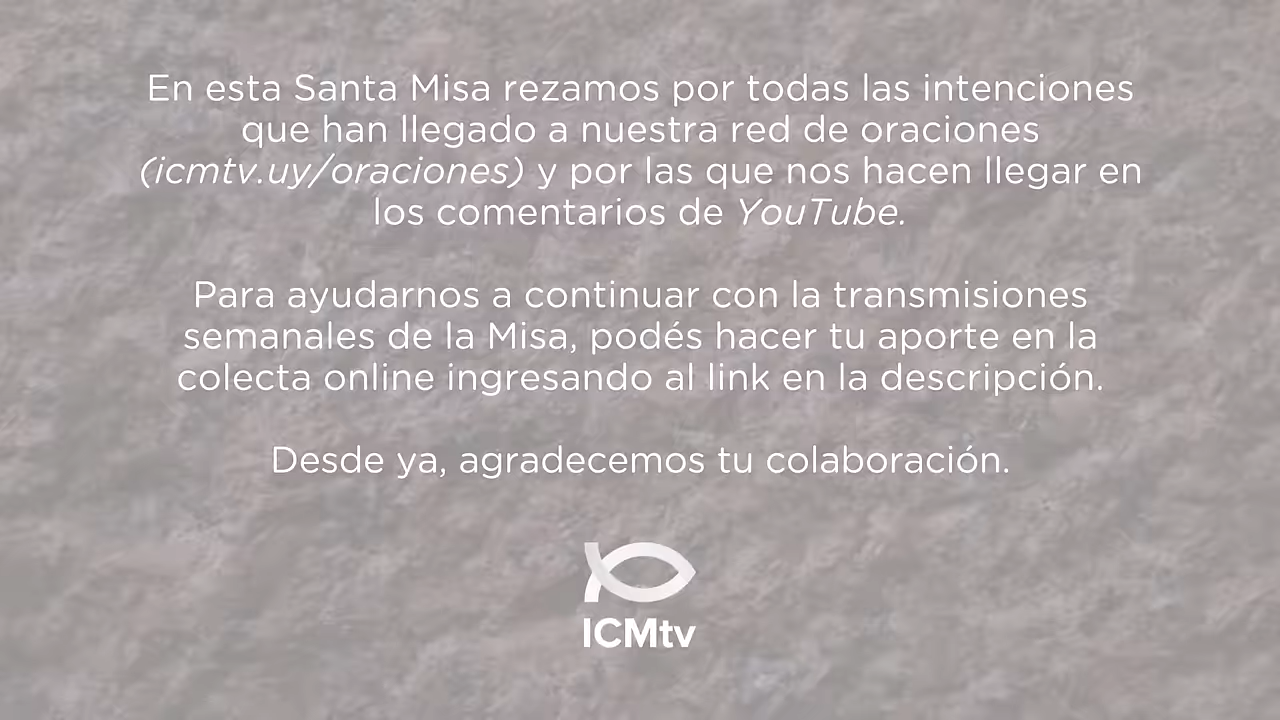 En esta Santa Misa rezamos por todas las intenciones
que han llegado a nuestra red de oraciones
(icmtv.uy/oraciones) y por las que nos hacen llegar en
los comentarios de YouTube.
Para ayudarnos a continuar con la transmisiones
semanales de la Misa, podés hacer tu aporte en la
colecta online ingresando al link en la descripción.
Desde ya, agradecemos tu colaboración.
ICMtv